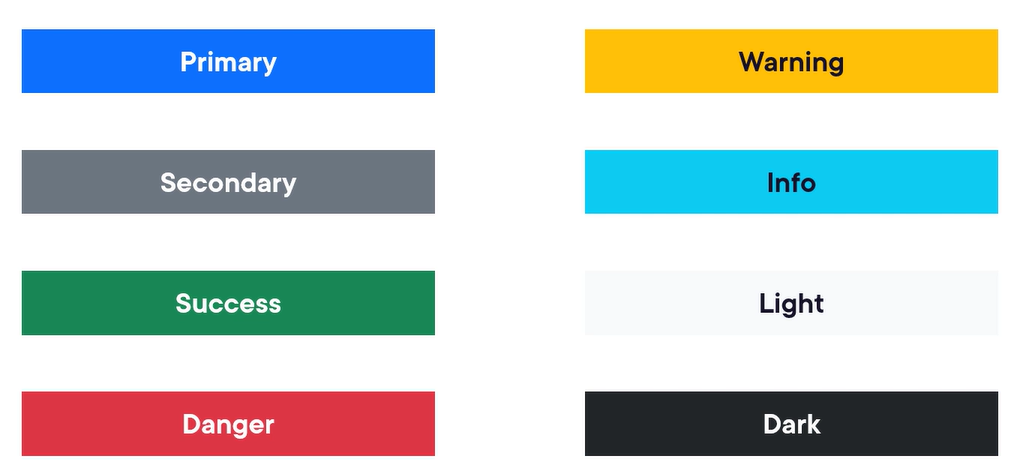 Primary
Warning
Secondary
Info
Success
Light
Danger
Dark